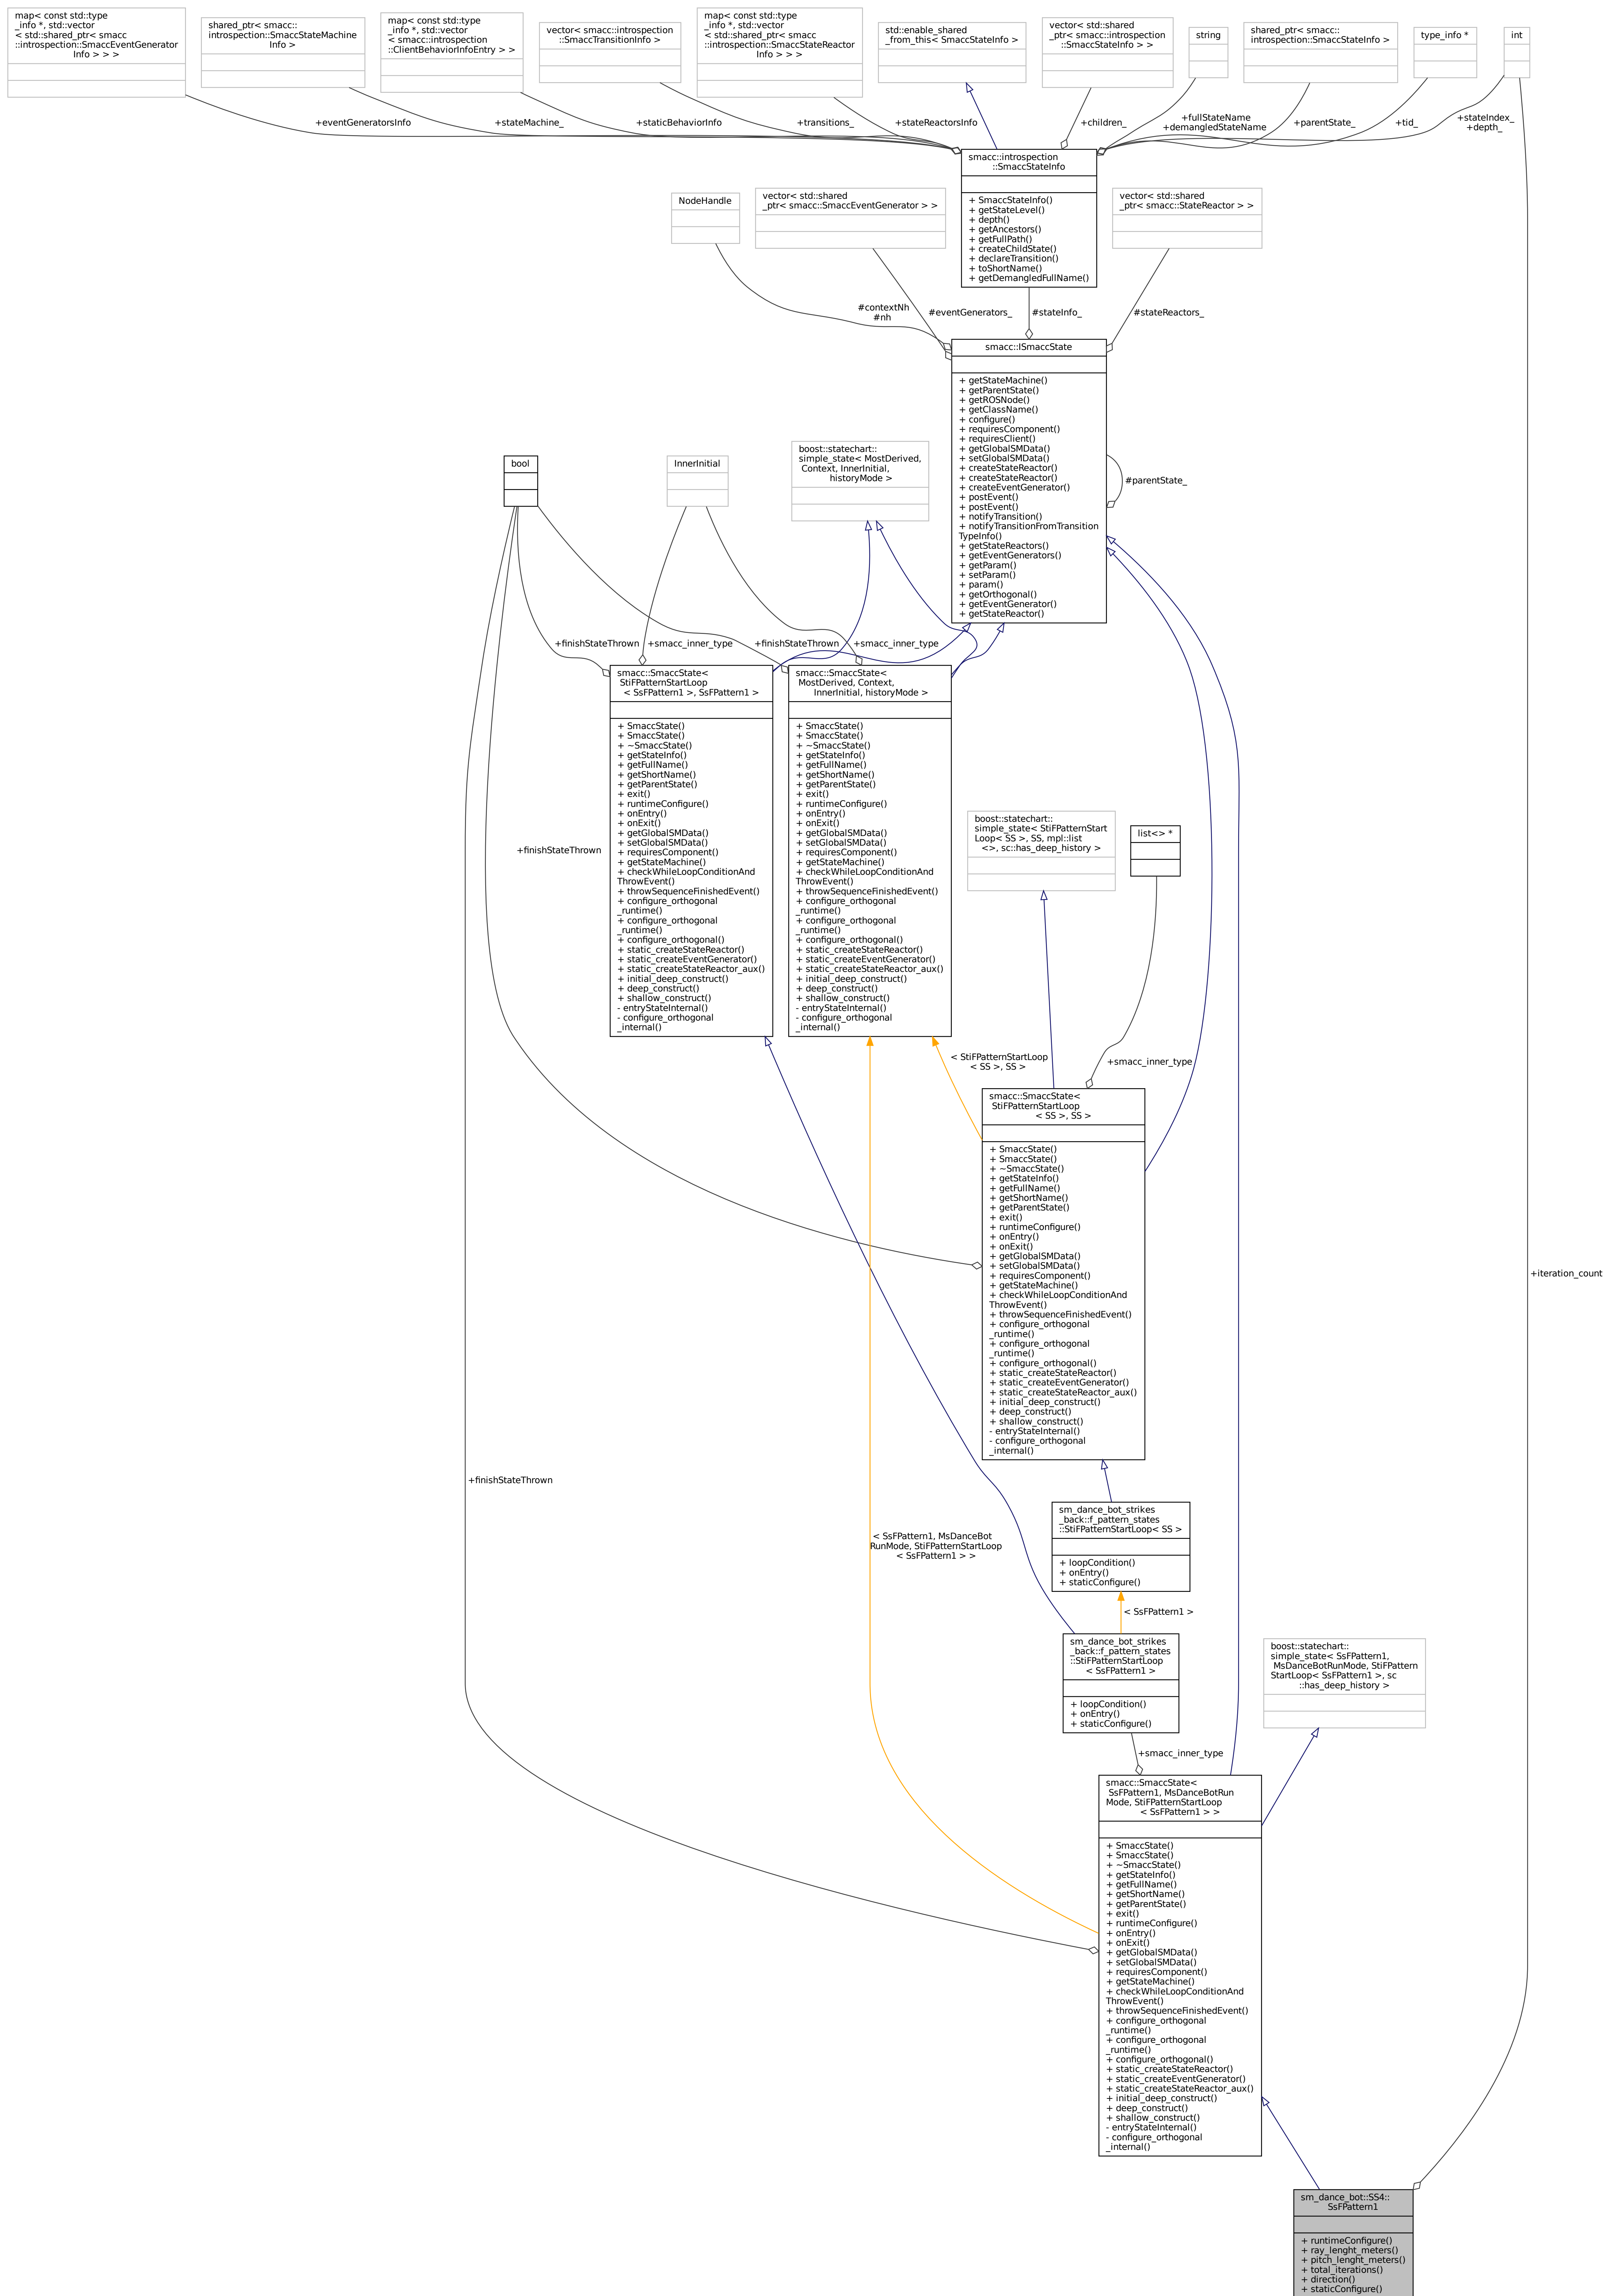 map< const std::type
_info *, std::vector
< std::shared_ptr< smacc
::introspection::SmaccEventGenerator
Info > > >
shared_ptr< smacc::
introspection::SmaccStateMachine
Info >
map< const std::type
_info *, std::vector
< smacc::introspection
::ClientBehaviorInfoEntry > >
vector< smacc::introspection
::SmaccTransitionInfo >
map< const std::type
_info *, std::vector
< std::shared_ptr< smacc
::introspection::SmaccStateReactor
Info > > >
std::enable_shared
_from_this< SmaccStateInfo >
vector< std::shared
_ptr< smacc::introspection
::SmaccStateInfo > >
string
shared_ptr< smacc::
introspection::SmaccStateInfo >
type_info *
int
+eventGeneratorsInfo
+stateMachine_
+staticBehaviorInfo
+transitions_
+stateReactorsInfo
+children_
+fullStateName
+demangledStateName
+parentState_
+tid_
+stateIndex_
+depth_
smacc::introspection
::SmaccStateInfo
+ SmaccStateInfo()
+ getStateLevel()
+ depth()
+ getAncestors()
+ getFullPath()
+ createChildState()
+ declareTransition()
+ toShortName()
+ getDemangledFullName()
NodeHandle
vector< std::shared
_ptr< smacc::SmaccEventGenerator > >
vector< std::shared
_ptr< smacc::StateReactor > >
#contextNh
#nh
#eventGenerators_
#stateInfo_
#stateReactors_
smacc::ISmaccState
+ getStateMachine()
+ getParentState()
+ getROSNode()
+ getClassName()
+ configure()
+ requiresComponent()
+ requiresClient()
+ getGlobalSMData()
+ setGlobalSMData()
+ createStateReactor()
+ createStateReactor()
+ createEventGenerator()
+ postEvent()
+ postEvent()
+ notifyTransition()
+ notifyTransitionFromTransition
TypeInfo()
+ getStateReactors()
+ getEventGenerators()
+ getParam()
+ setParam()
+ param()
+ getOrthogonal()
+ getEventGenerator()
+ getStateReactor()
#parentState_
bool
InnerInitial
boost::statechart::
simple_state< MostDerived,
Context, InnerInitial,
historyMode >
+finishStateThrown
+smacc_inner_type
+finishStateThrown
+smacc_inner_type
smacc::SmaccState<
StiFPatternStartLoop
< SsFPattern1 >, SsFPattern1 >
+ SmaccState()
+ SmaccState()
+ ~SmaccState()
+ getStateInfo()
+ getFullName()
+ getShortName()
+ getParentState()
+ exit()
+ runtimeConfigure()
+ onEntry()
+ onExit()
+ getGlobalSMData()
+ setGlobalSMData()
+ requiresComponent()
+ getStateMachine()
+ checkWhileLoopConditionAnd
ThrowEvent()
+ throwSequenceFinishedEvent()
+ configure_orthogonal
_runtime()
+ configure_orthogonal
_runtime()
+ configure_orthogonal()
+ static_createStateReactor()
+ static_createEventGenerator()
+ static_createStateReactor_aux()
+ initial_deep_construct()
+ deep_construct()
+ shallow_construct()
- entryStateInternal()
- configure_orthogonal
_internal()
smacc::SmaccState<
MostDerived, Context,
InnerInitial, historyMode >
+ SmaccState()
+ SmaccState()
+ ~SmaccState()
+ getStateInfo()
+ getFullName()
+ getShortName()
+ getParentState()
+ exit()
+ runtimeConfigure()
+ onEntry()
+ onExit()
+ getGlobalSMData()
+ setGlobalSMData()
+ requiresComponent()
+ getStateMachine()
+ checkWhileLoopConditionAnd
ThrowEvent()
+ throwSequenceFinishedEvent()
+ configure_orthogonal
_runtime()
+ configure_orthogonal
_runtime()
+ configure_orthogonal()
+ static_createStateReactor()
+ static_createEventGenerator()
+ static_createStateReactor_aux()
+ initial_deep_construct()
+ deep_construct()
+ shallow_construct()
- entryStateInternal()
- configure_orthogonal
_internal()
+finishStateThrown
boost::statechart::
simple_state< StiFPatternStart
Loop< SS >, SS, mpl::list
<>, sc::has_deep_history >
list<> *
< StiFPatternStartLoop
< SS >, SS >
+smacc_inner_type
smacc::SmaccState<
StiFPatternStartLoop
< SS >, SS >
+ SmaccState()
+ SmaccState()
+ ~SmaccState()
+ getStateInfo()
+ getFullName()
+ getShortName()
+ getParentState()
+ exit()
+ runtimeConfigure()
+ onEntry()
+ onExit()
+ getGlobalSMData()
+ setGlobalSMData()
+ requiresComponent()
+ getStateMachine()
+ checkWhileLoopConditionAnd
ThrowEvent()
+ throwSequenceFinishedEvent()
+ configure_orthogonal
_runtime()
+ configure_orthogonal
_runtime()
+ configure_orthogonal()
+ static_createStateReactor()
+ static_createEventGenerator()
+ static_createStateReactor_aux()
+ initial_deep_construct()
+ deep_construct()
+ shallow_construct()
- entryStateInternal()
- configure_orthogonal
_internal()
+iteration_count
+finishStateThrown
sm_dance_bot_strikes
_back::f_pattern_states
::StiFPatternStartLoop< SS >
+ loopCondition()
+ onEntry()
+ staticConfigure()
< SsFPattern1, MsDanceBot
RunMode, StiFPatternStartLoop
< SsFPattern1 > >
< SsFPattern1 >
sm_dance_bot_strikes
_back::f_pattern_states
::StiFPatternStartLoop
< SsFPattern1 >
+ loopCondition()
+ onEntry()
+ staticConfigure()
boost::statechart::
simple_state< SsFPattern1,
MsDanceBotRunMode, StiFPattern
StartLoop< SsFPattern1 >, sc
::has_deep_history >
+smacc_inner_type
smacc::SmaccState<
SsFPattern1, MsDanceBotRun
Mode, StiFPatternStartLoop
< SsFPattern1 > >
+ SmaccState()
+ SmaccState()
+ ~SmaccState()
+ getStateInfo()
+ getFullName()
+ getShortName()
+ getParentState()
+ exit()
+ runtimeConfigure()
+ onEntry()
+ onExit()
+ getGlobalSMData()
+ setGlobalSMData()
+ requiresComponent()
+ getStateMachine()
+ checkWhileLoopConditionAnd
ThrowEvent()
+ throwSequenceFinishedEvent()
+ configure_orthogonal
_runtime()
+ configure_orthogonal
_runtime()
+ configure_orthogonal()
+ static_createStateReactor()
+ static_createEventGenerator()
+ static_createStateReactor_aux()
+ initial_deep_construct()
+ deep_construct()
+ shallow_construct()
- entryStateInternal()
- configure_orthogonal
_internal()
sm_dance_bot::SS4::
SsFPattern1
+ runtimeConfigure()
+ ray_lenght_meters()
+ pitch_lenght_meters()
+ total_iterations()
+ direction()
+ staticConfigure()